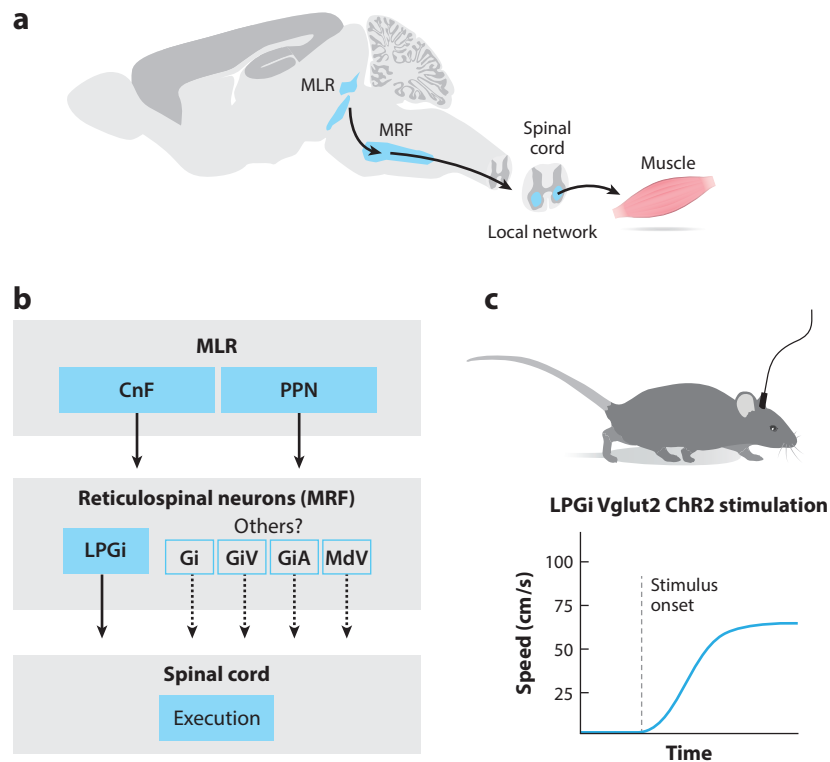 a
MLR
MRF
Spinal
cord
Muscle
Local network
b
MLR
CnF
PPN
Reticulospinal neurons (MRF)
Others?
LPGi
Gi
GiV
GiA
MdV
Spinal cord
Execution
c
LPGi Vglut2 ChR2 stimulation
100
75
50
25
Speed (cm/s)
Stimulus
onset
Time